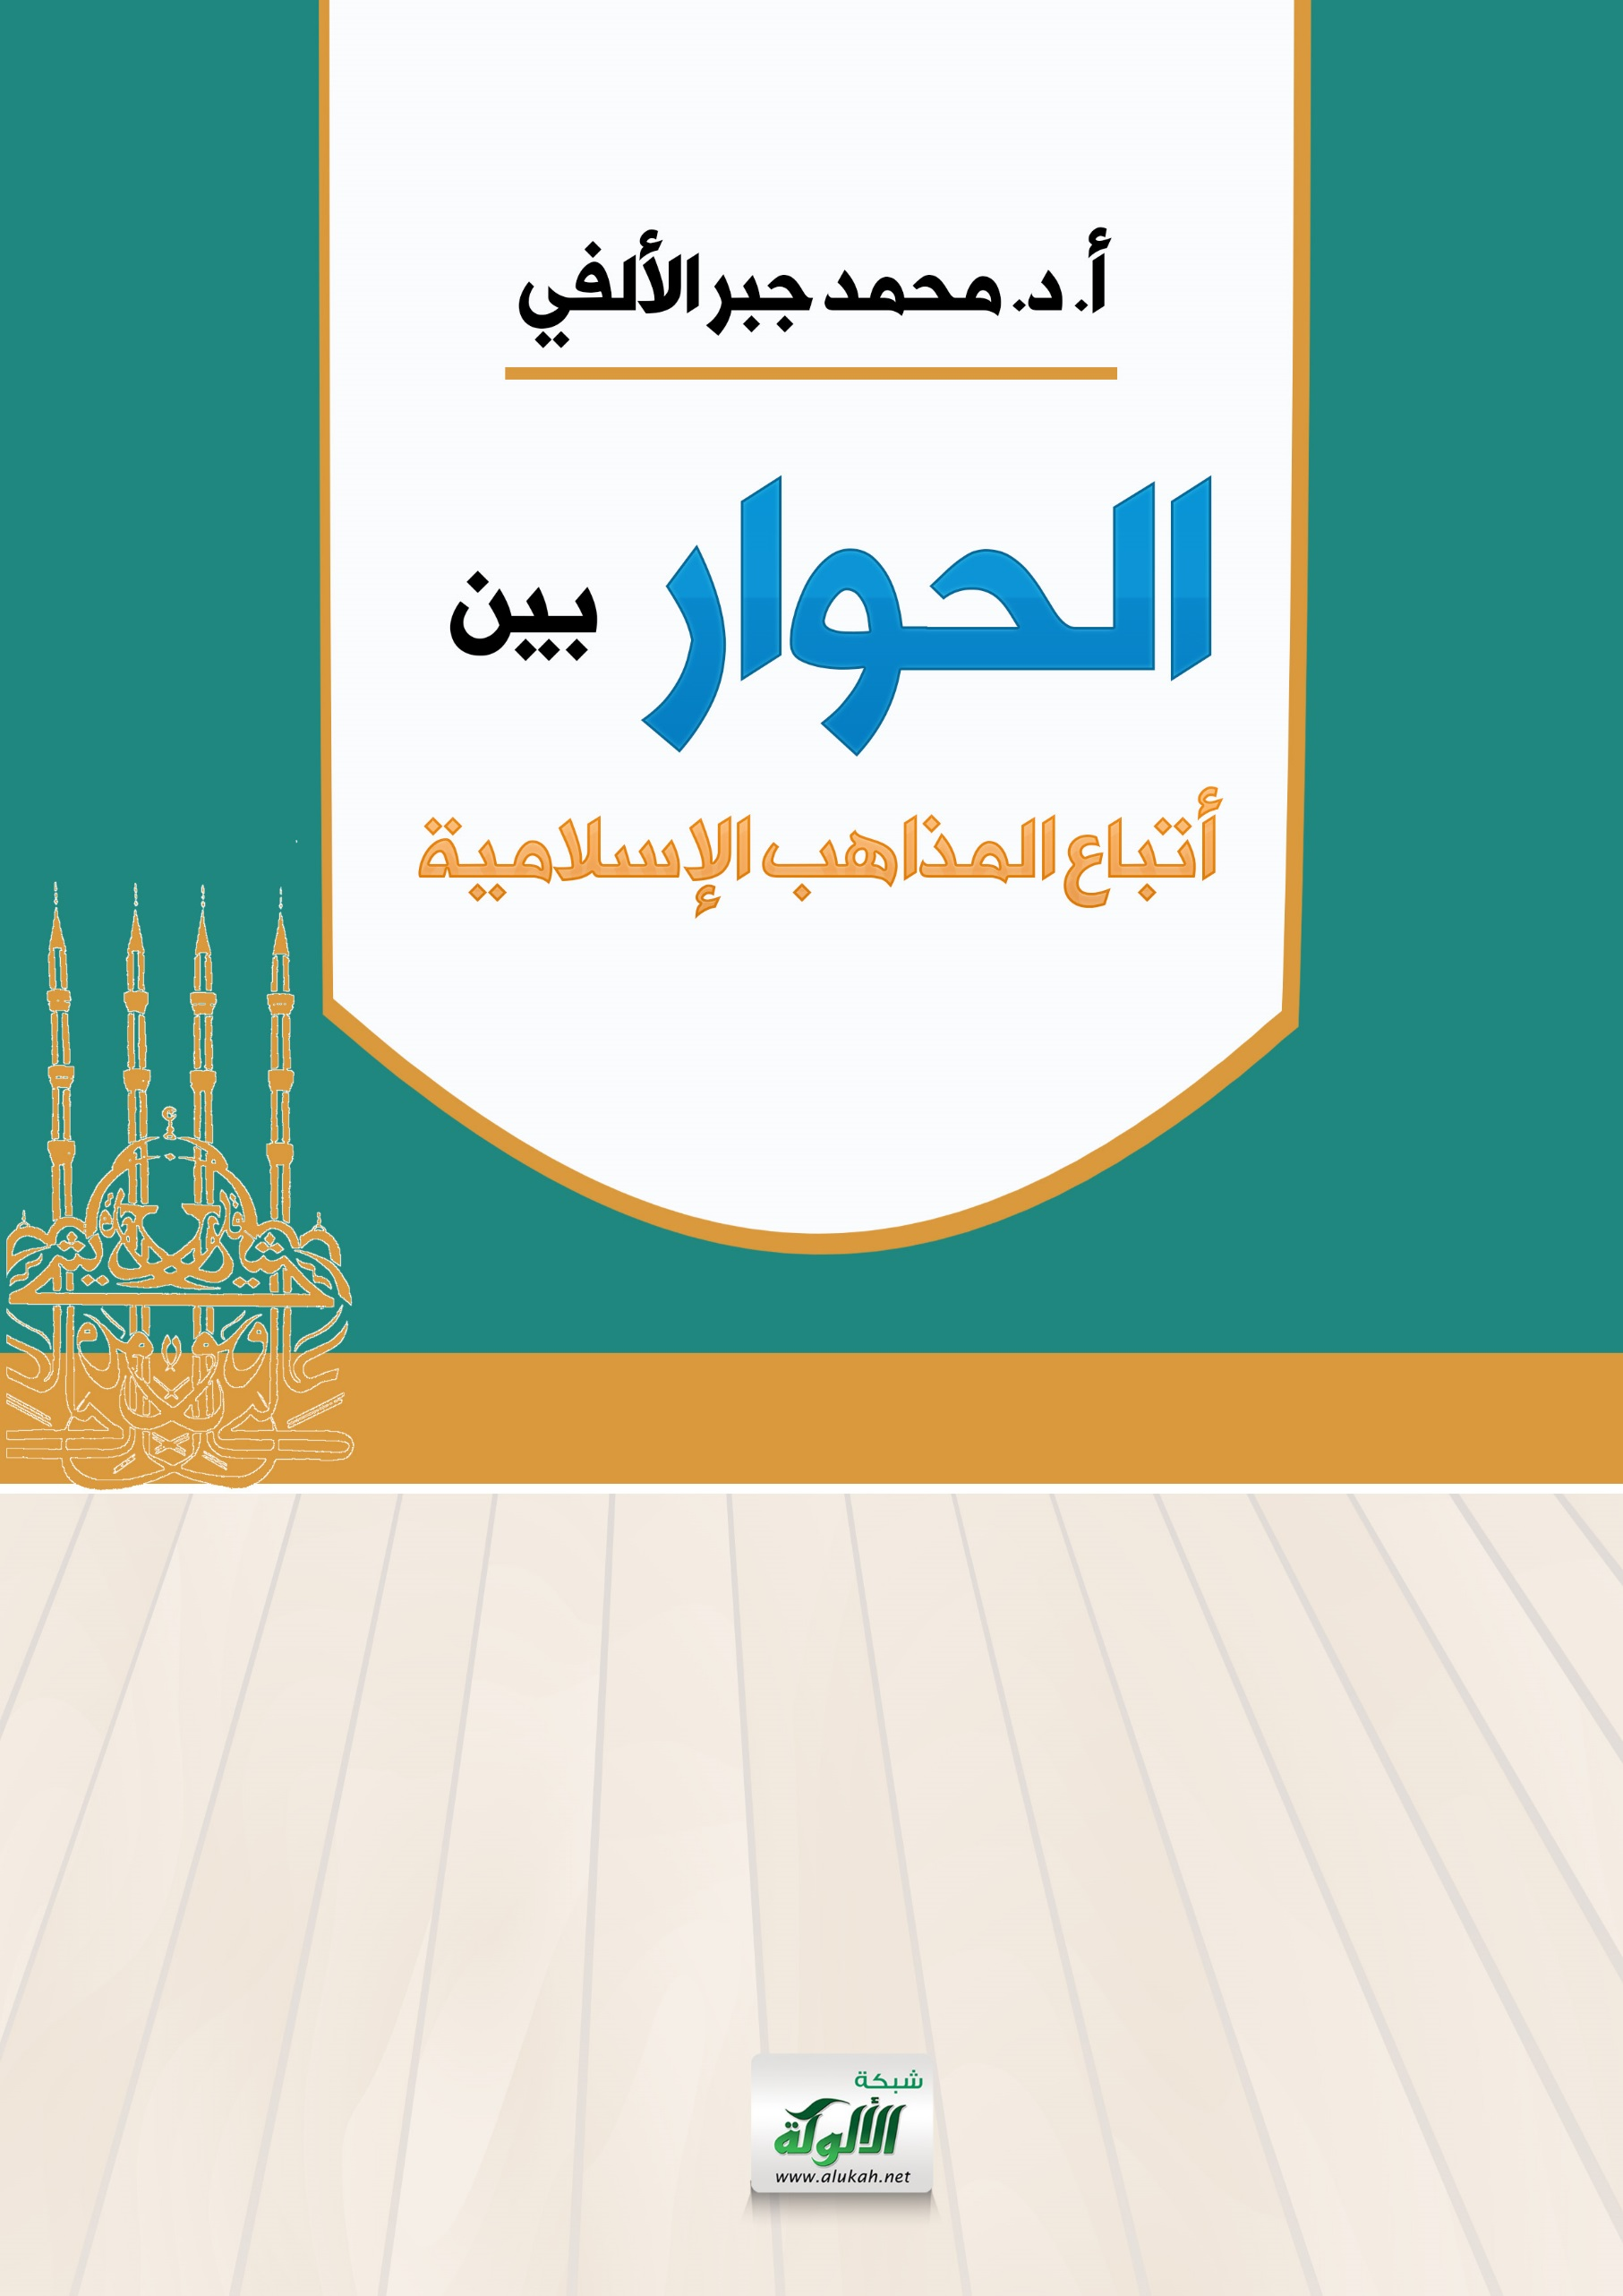 أ. د. محمد جبر الألفي
الحوار بين
أتباع المذاهب الإسلامية
شبكة
الألوكة
www.alukah.net